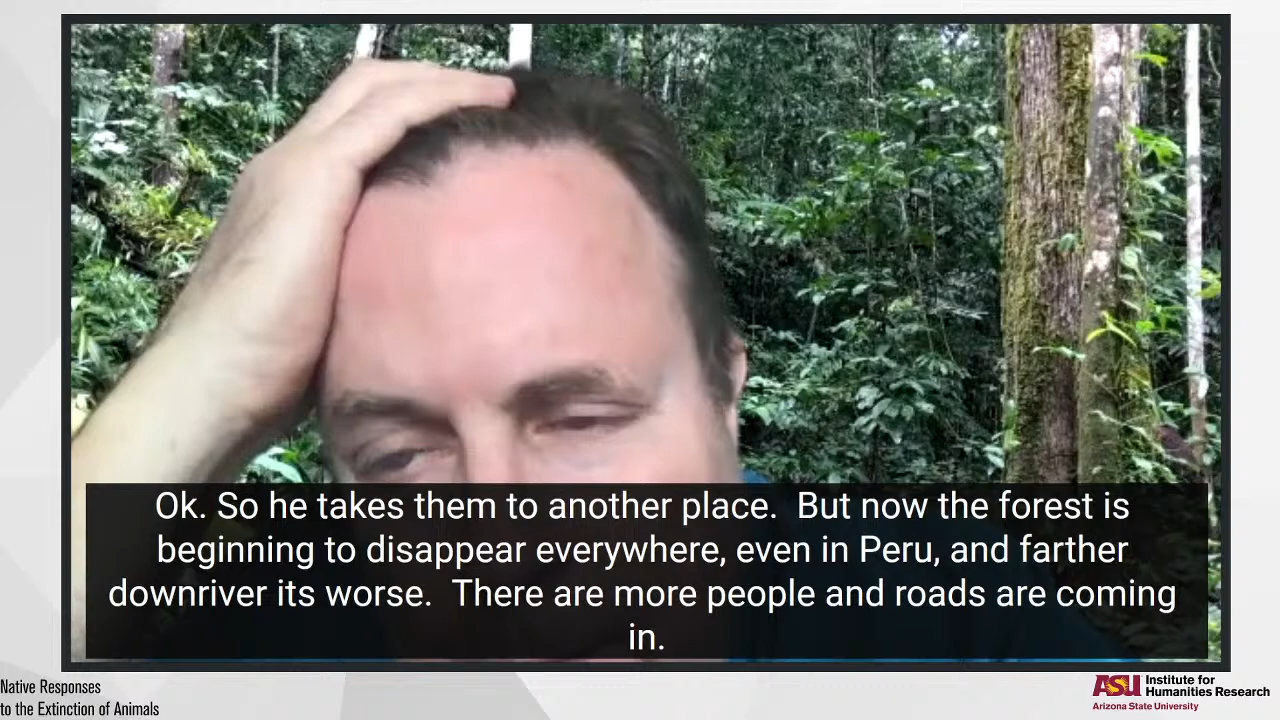 Ok. So he takes them to another place.  But now the forest is
beginning to disappear everywhere, even in Peru, and farther
downriver its worse.  There are more people and roads are coming
in.
Native Responses
to the Extinction of Animals
ASU Institute for
Humanities Research
Arizona State University